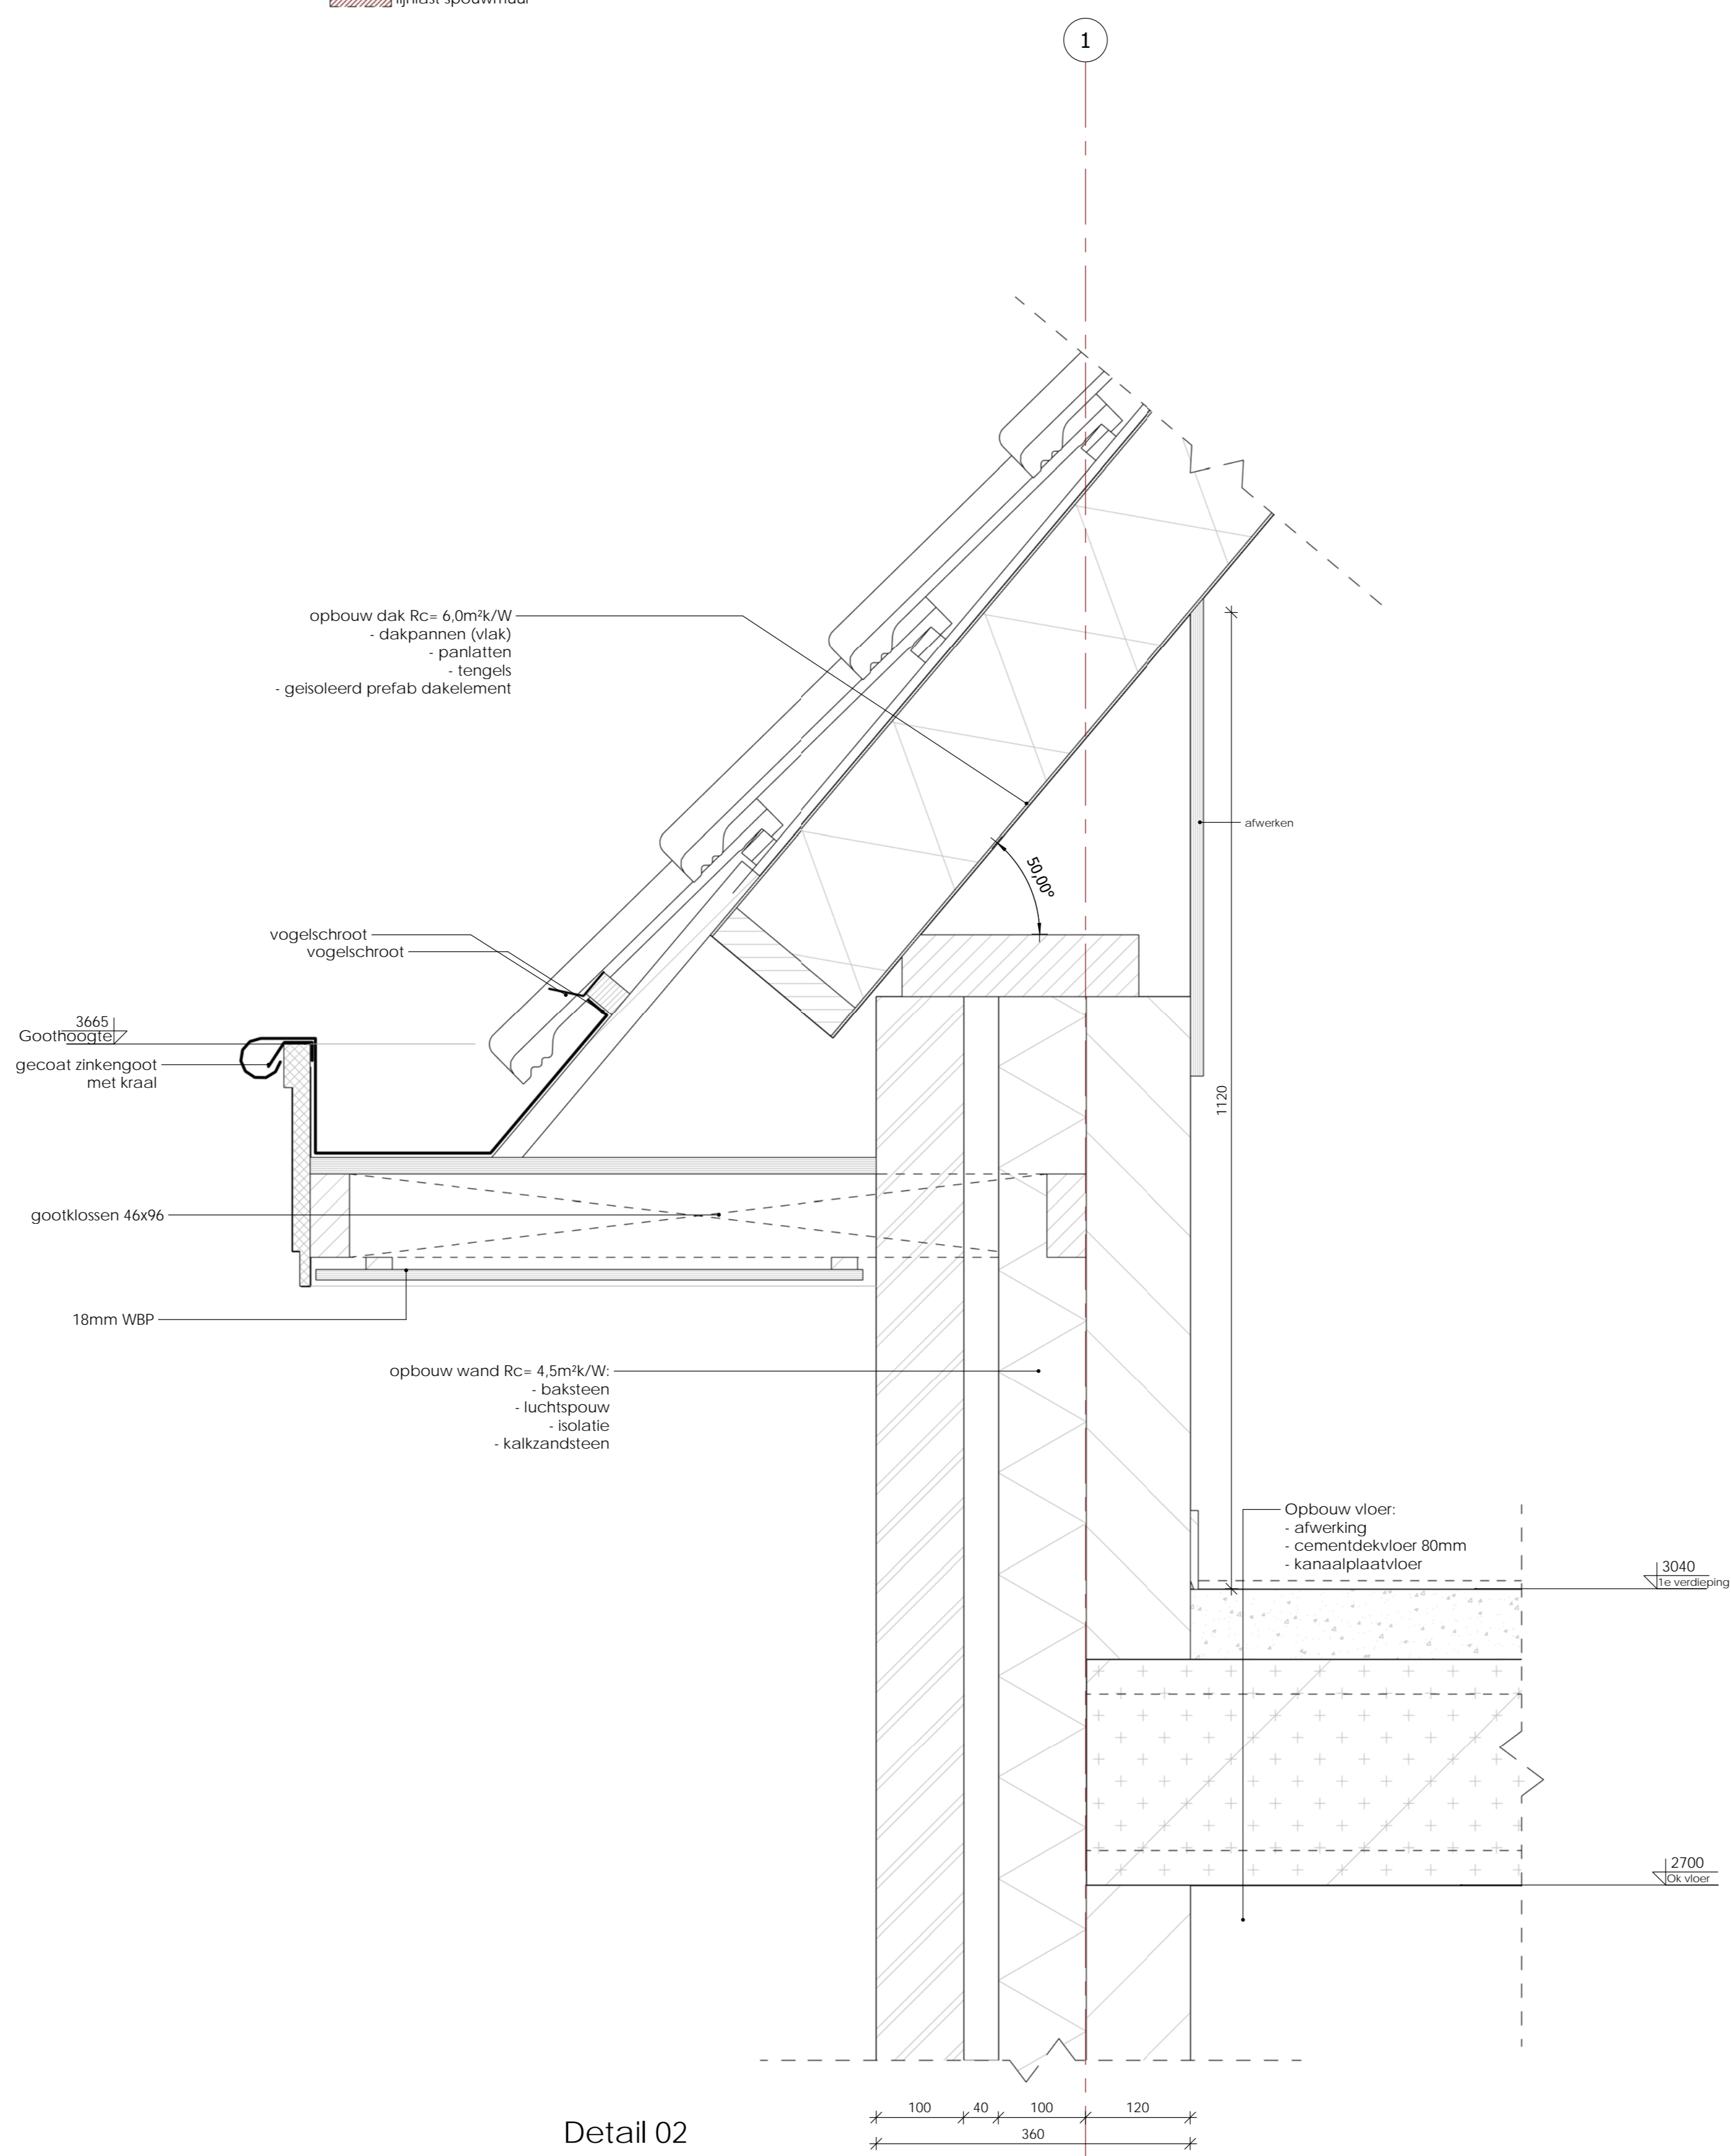 lijnlast spouwmuur
1
opbouw dak Rc= 6,0m²k/W
- dakpannen (vlak)
- panlatten
- tengels
- geisoleerd prefab dakelement
afwerken
50,00°
vogelschroot
vogelschroot
3665
Goothoogte
gecoat zinkengoot
met kraal
1120
gootklossen 46x96
18mm WBP
opbouw wand Rc= 4,5m²k/W:
- baksteen
- luchtspouw
- isolatie
- kalkzandsteen
Opbouw vloer:
- afwerking
- cementdekvloer 80mm
- kanaalplaatvloer
3040
1e verdieping
2700
Ok vloer
100 40 100 120
360
Detail 02